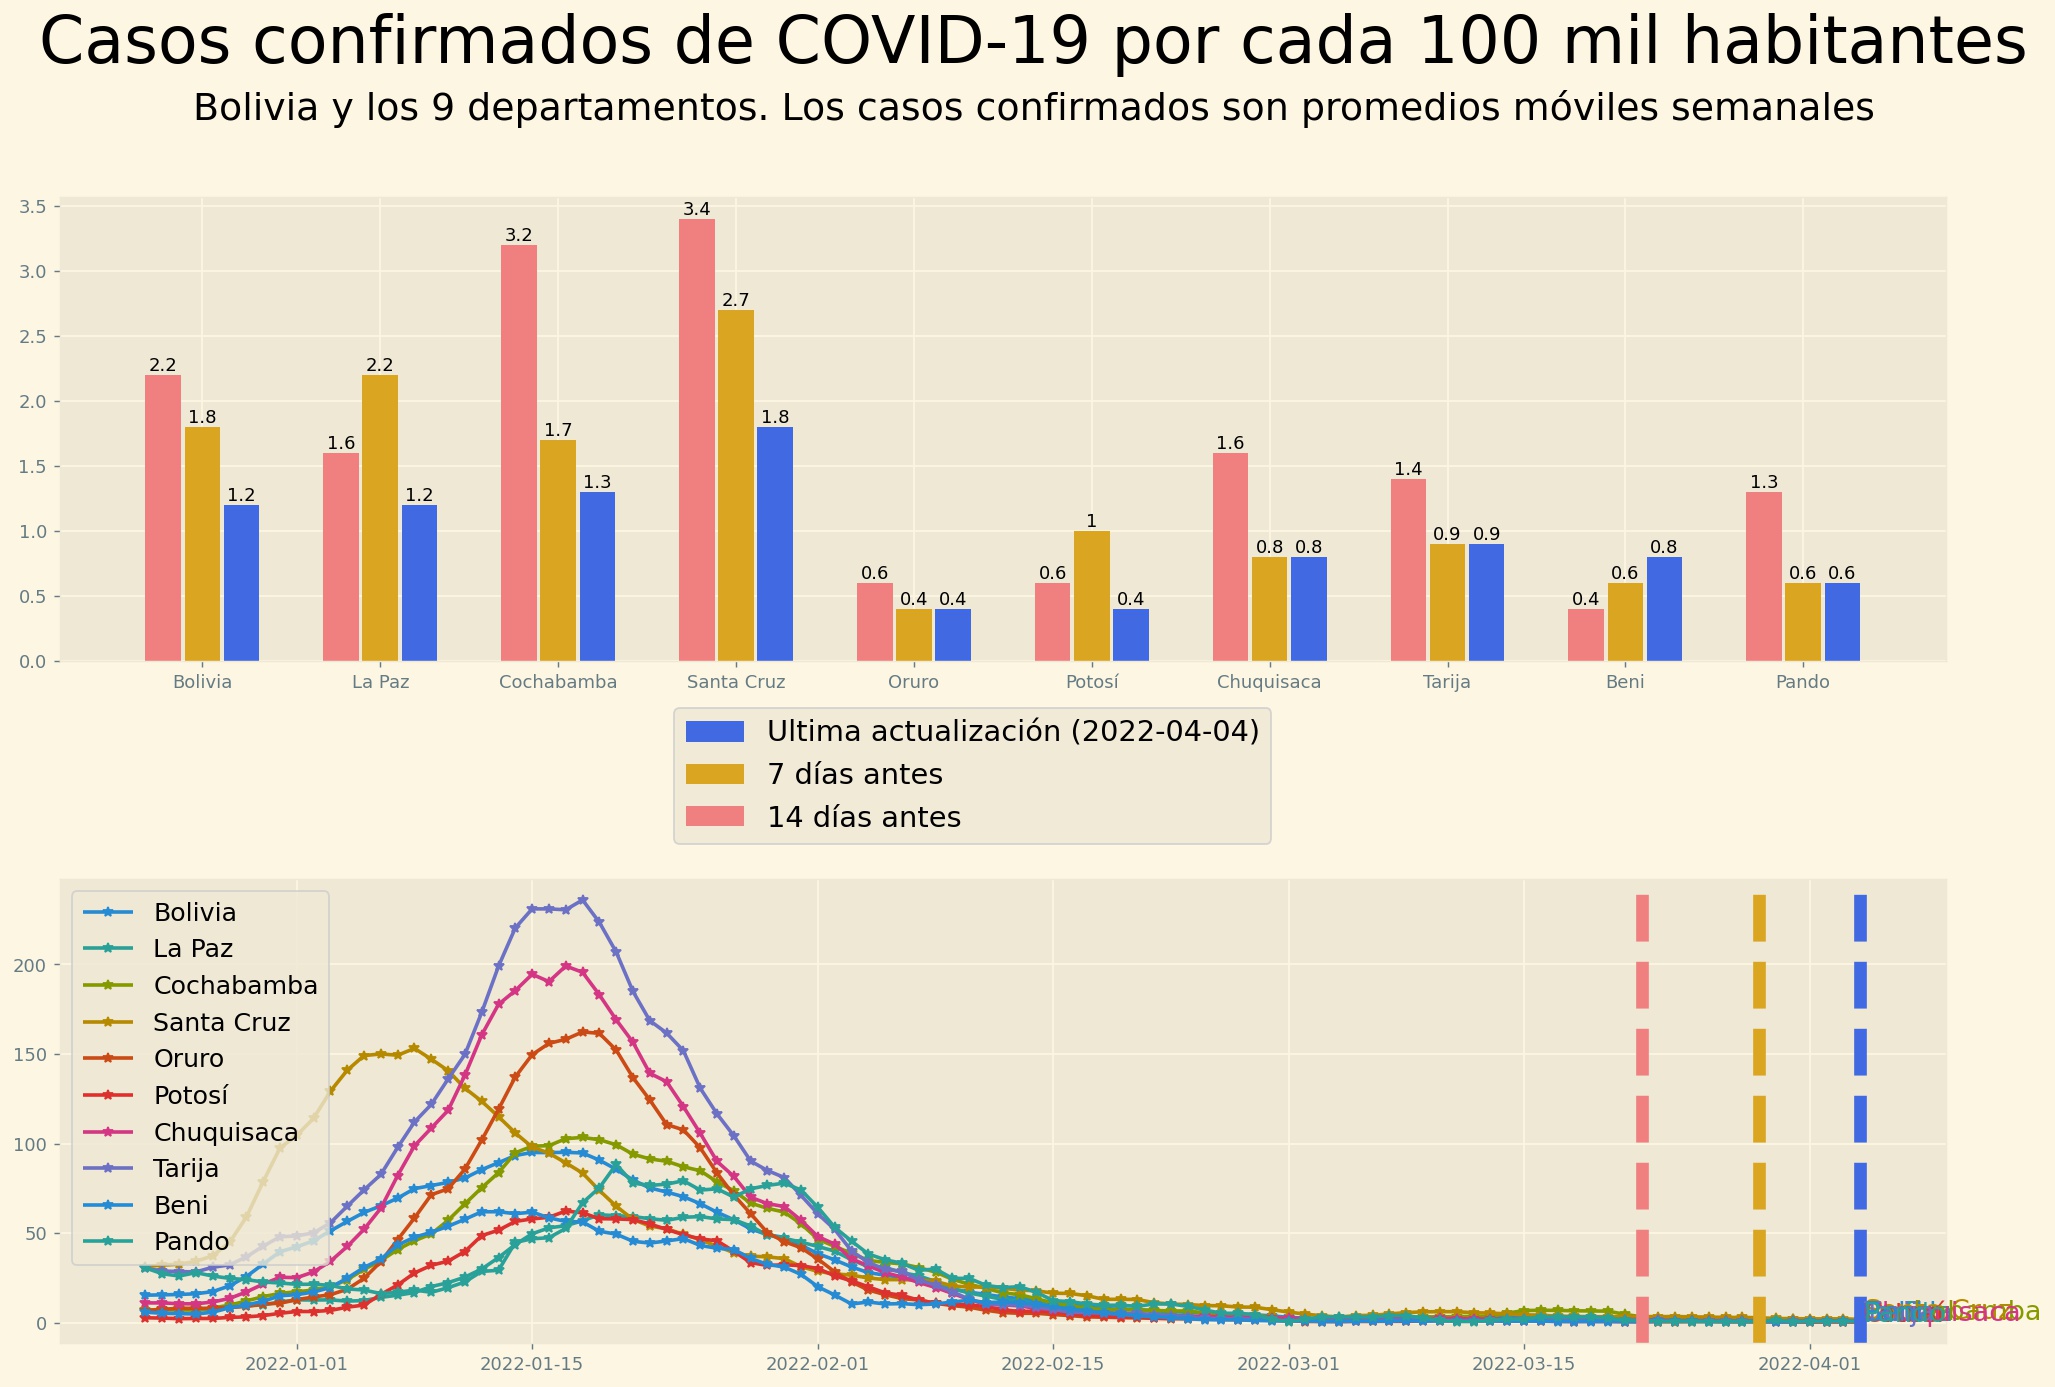 Casos confirmados de COVID-19 por cada 100 mil habitantes
Bolivia y los 9 departamentos. Los casos confirmados son promedios móviles semanales
3.5
3.0
2.5
2.0
1.5
1.0
0.5
0.0
2.2 1.8 1.2
1.6 2.2 1.2
3.2 1.7 1.3
3.4 2.7 1.8
0.6 0.4 0.4
0.6 1 0.4
1.6 0.8 0.8
1.4 0.9 0.9
0.4 0.6 0.8
1.3 0.6 0.6
Bolivia La Paz Cochabamba Santa Cruz Oruro Potosí Chuquisaca Tarija Beni Pando
Ultima actualización (2022-04-04)
7 días antes
14 días antes
200
150
100
50
0
Bolivia
La Paz
Cochabamba
Santa Cruz
Oruro
Potosí
Chuquisaca
Tarija
Beni
Pando
2022-01-01 2022-01-15 2022-02-01 2022-02-15 2022-03-01 2022-03-15 2022-04-01